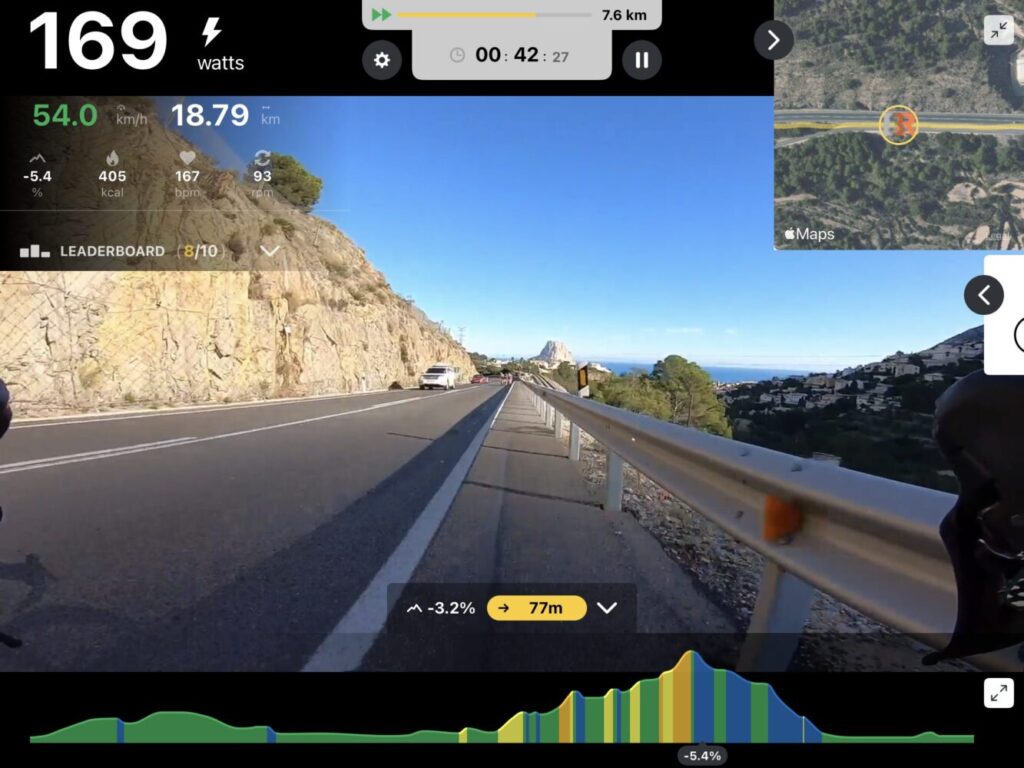 169 watts
7.6 km
00:42:27
54.0 km/h 18.79 km
-5.4 405 167 93
% kcal bpm rpm
LEADERBOARD (8/10)
Maps
-3.2% → 77m
-5.4%